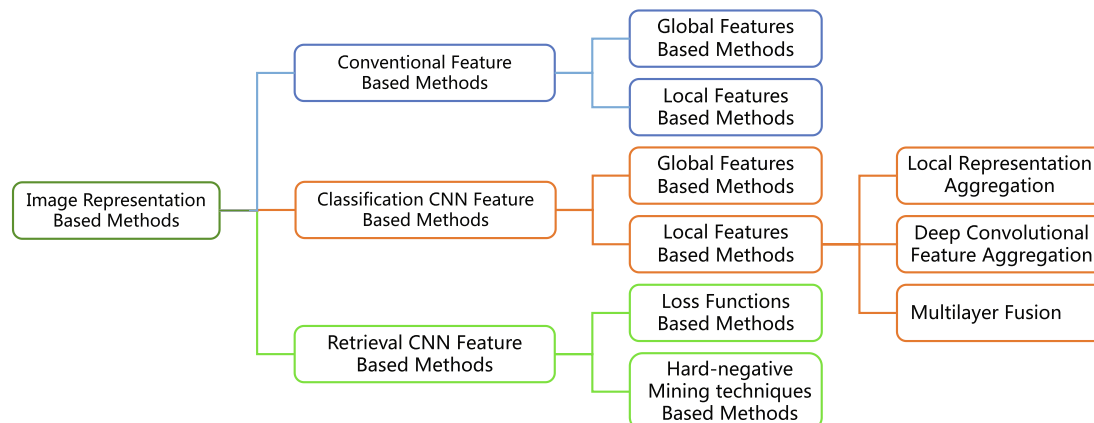 Image Representation
Based Methods
Conventional Feature
Based Methods
Global Features
Based Methods
Local Features
Based Methods
Classification CNN Feature
Based Methods
Global Features
Based Methods
Local Features
Based Methods
Local Representation
Aggregation
Deep Convolutional
Feature Aggregation
Multilayer Fusion
Retrieval CNN Feature
Based Methods
Loss Functions
Based Methods
Hard-negative
Mining techniques
Based Methods